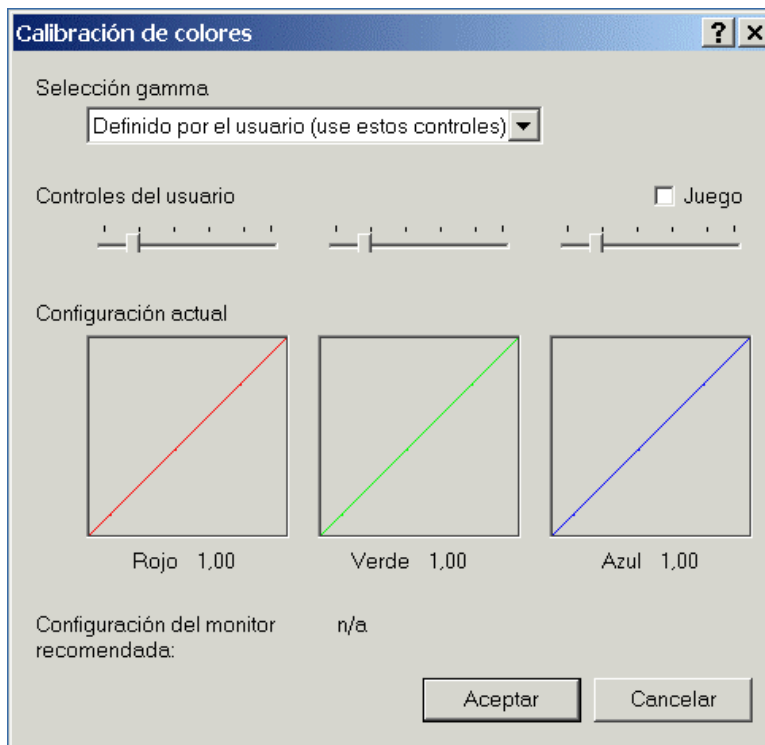 Calibración de colores
Selección gamma
Definido por el usuario (use estos controles)
Controles del usuario
Juego
Configuración actual
Rojo 1,00
Verde 1,00
Azul 1,00
Configuración del monitor
recomendada:
n/a
Aceptar
Cancelar